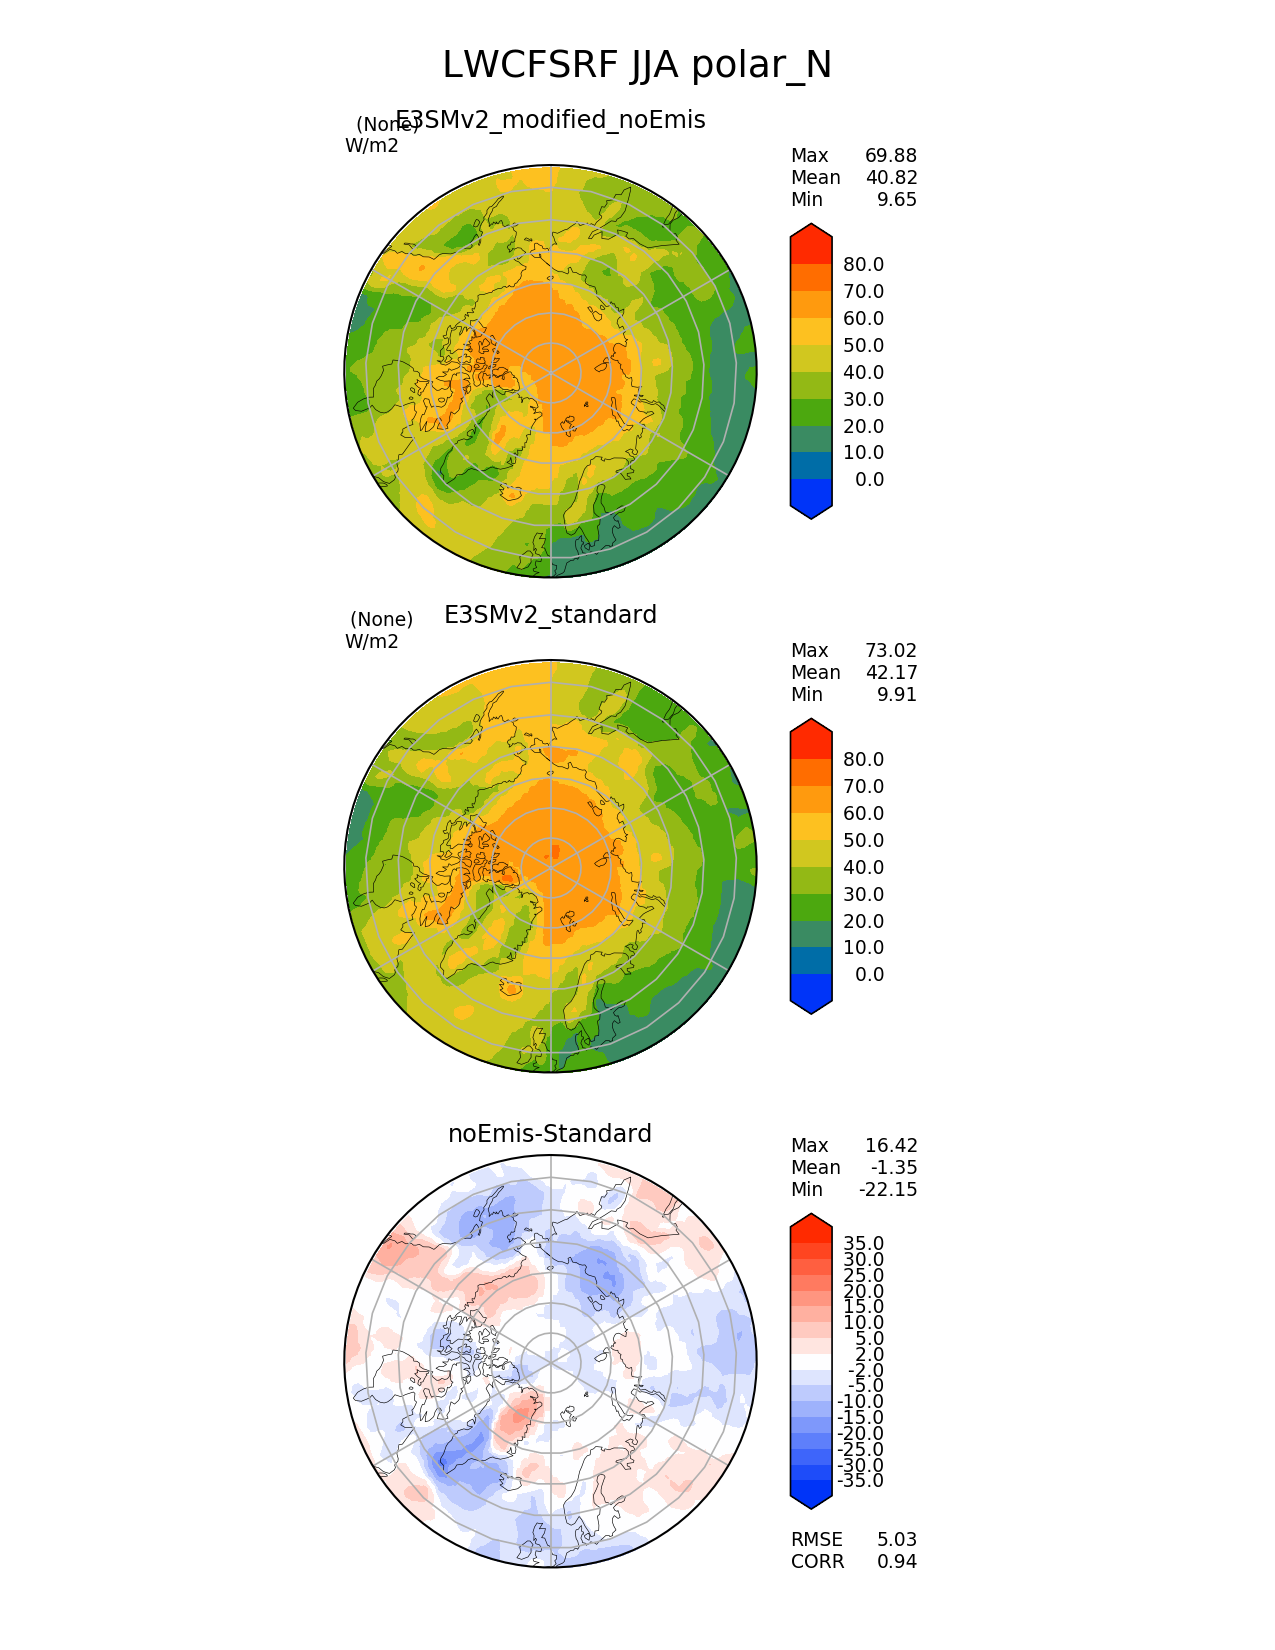 LWCFSRF JJA polar_N
(None)
E3SMv2_modified_noEmis
W/m2
Max 69.88
Mean 40.82
Min 9.65
80.0
70.0
60.0
50.0
40.0
30.0
20.0
10.0
0.0
(None)
E3SMv2_standard
W/m2
Max 73.02
Mean 42.17
Min 9.91
80.0
70.0
60.0
50.0
40.0
30.0
20.0
10.0
0.0
noEmis-Standard
Max 16.42
Mean -1.35
Min -22.15
35.0
30.0
25.0
20.0
15.0
10.0
5.0
2.0
-2.0
-5.0
-10.0
-15.0
-20.0
-25.0
-30.0
-35.0
RMSE 5.03
CORR 0.94